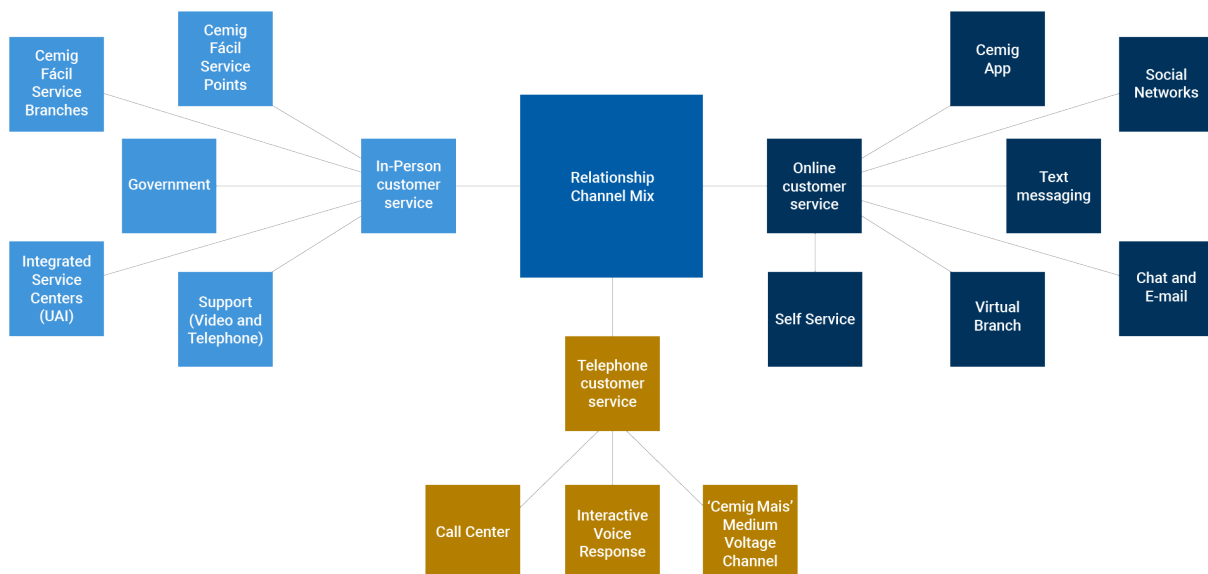 Cemig
Fácil
Service
Branches
Cemig
Fácil
Service
Points
Government
In-Person
customer
service
Integrated
Service
Centers
(UAI)
Support
(Video and
Telephone)
Relationship
Channel Mix
Telephone
customer
service
Call Center
Interactive
Voice
Response
‘Cemig Mais’
Medium
Voltage
Channel
Online
customer
service
Cemig
App
Social
Networks
Text
messaging
Chat and
E-mail
Virtual
Branch
Self Service